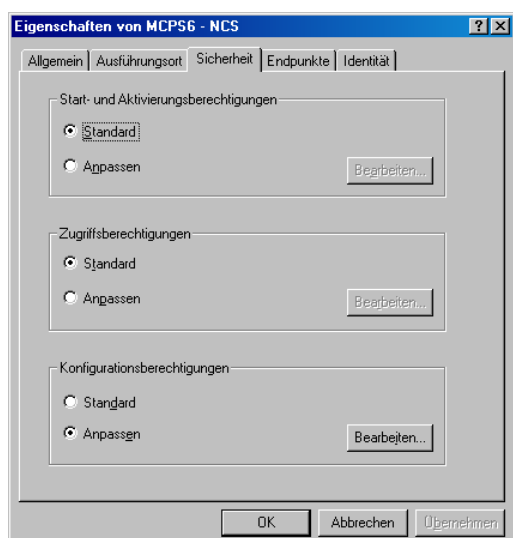 Eigenschaften von MCPS6 - NCS
Allgemein Ausführungsort Sicherheit Endpunkte Identität
Start- und Aktivierungsberechtigungen
Standard
Anpassen Bearbeiten...
Zugriffsberechtigungen
Standard
Anpassen Bearbeiten...
Konfigurationsberechtigungen
Standard
Anpassen Bearbeiten...
OK Abbrechen Übernehmen